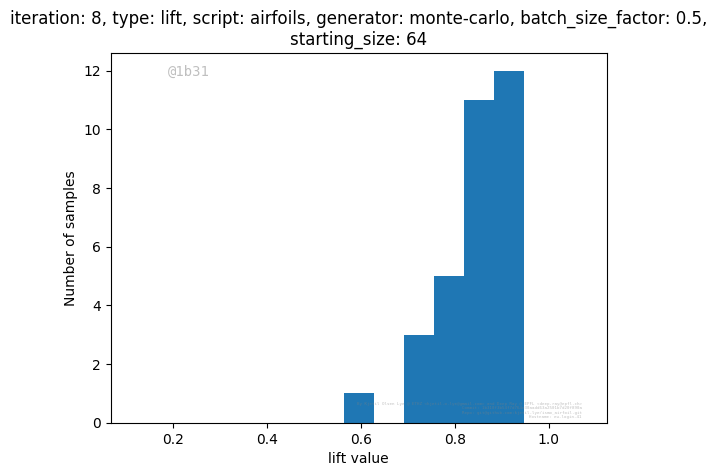 iteration: 8, type: lift, script: airfoils, generator: monte-carlo, batch_size_factor: 0.5,
starting_size: 64
@1b31
12
10
8
6
4
2
0
Number of samples
0.2 0.4 0.6 0.8 1.0
lift value